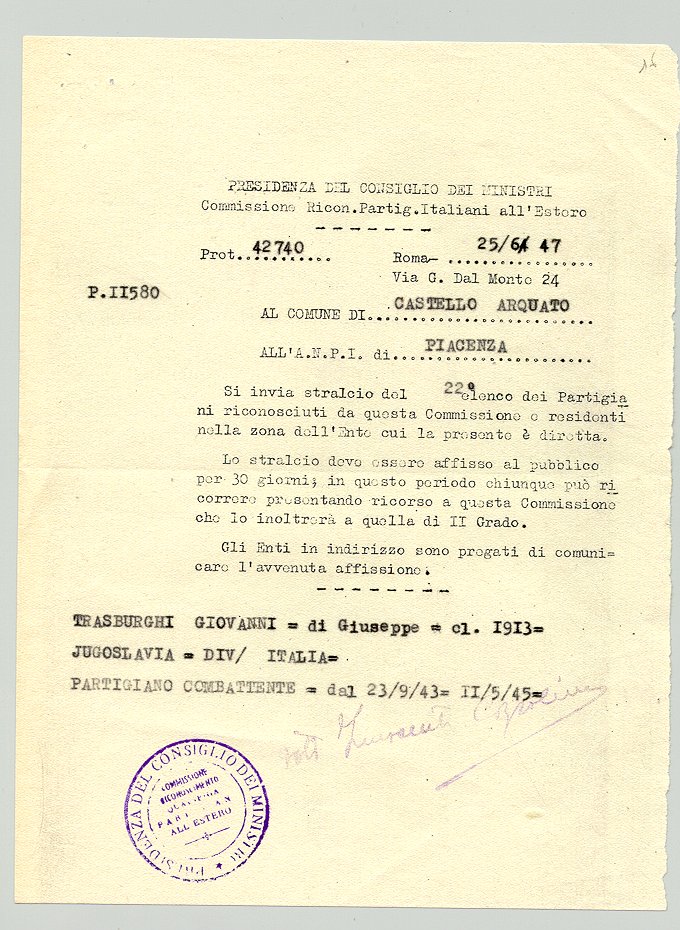 PRESIDENZA DEL CONSIGLIO DEI MINISTRI
Commissione Ricon.Partig.Italiani all'Estero
Prot. 42740
Roma- 25/6/ 47
Via G. Dal Monte 24
P.II580
AL COMUNE DI CASTELLO ARQUATO
ALL'A.N.P.I. di PIACENZA
Si invia stralcio del 22° elenco dei Partigia
ni riconosciuti da questa Commissione e residenti
nella zona dell'Ente cui la presente è diretta.
Lo stralcio deve essere affisso al pubblico
per 30 giorni; in questo periodo chiunque può ri
correre presentando ricorso a questa Commissione
che lo inoltrerà a quella di II Grado.
Gli Enti in indirizzo sono pregati di comuni=
care l'avvenuta affissione.
TRASBURGHI GIOVANNI = di Giuseppe = cl. I9I3=
JUGOSLAVIA = DIV/ ITALIA=
PARTIGIANO COMBATTENTE = dal 23/9/43= II/5/45=
PRESIDENZA DEL CONSIGLIO DEI MINISTRI
COMMISSIONE
RICONOSCIMENTO
ALL ESTERO